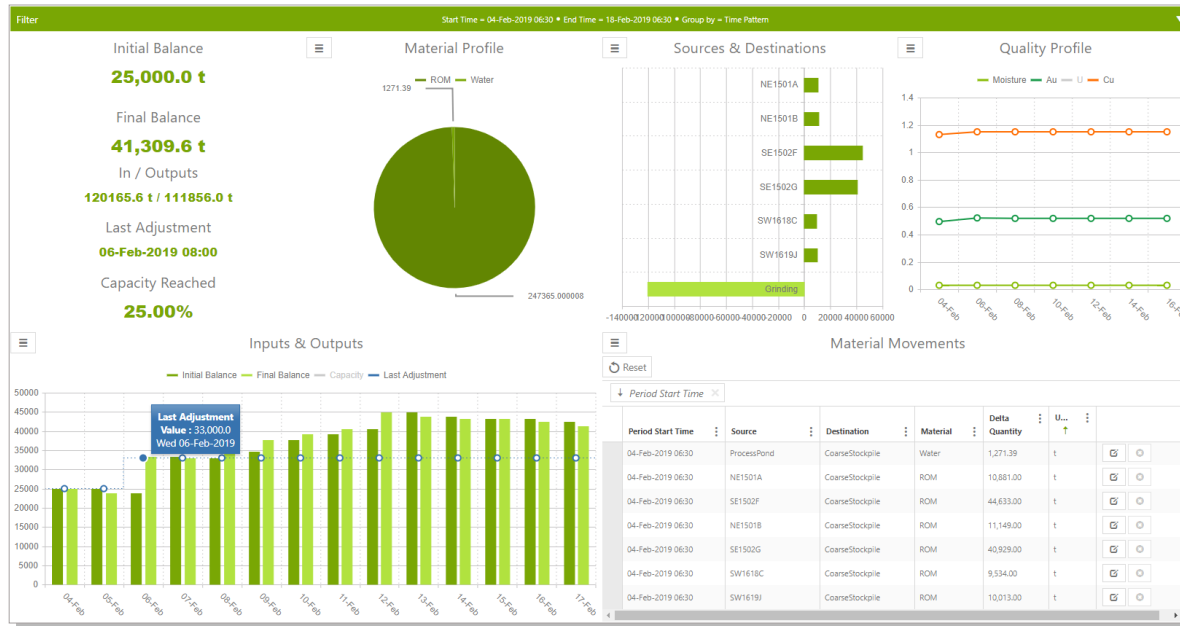 Filter
Start Time = 04-Feb-2019 06:30 • End Time = 18-Feb-2019 06:30 • Group by = Time Pattern
Initial Balance
25,000.0 t
Final Balance
41,309.6 t
In / Outputs
120165.6 t / 111856.0 t
Last Adjustment
06-Feb-2019 08:00
Capacity Reached
25.00%
Material Profile
ROM Water
1271.39
247365.000008
Sources & Destinations
NE1501A
NE1501B
SE1502F
SE1502G
SW1618C
SW1619J
Grinding
-140000 -120000 -100000 -80000 -60000 -40000 -20000 0 20000 40000 60000
Quality Profile
Moisture Au U Cu
1.4
1.2
1
0.8
0.6
0.4
0.2
0
04-Feb 06-Feb 08-Feb 10-Feb 12-Feb 14-Feb 16-Feb
Inputs & Outputs
Initial Balance Final Balance Capacity Last Adjustment
50000
45000
40000
35000
30000
25000
20000
15000
10000
5000
0
Last Adjustment
Value : 33,000.0
Wed 06-Feb-2019
04-Feb 05-Feb 06-Feb 07-Feb 08-Feb 09-Feb 10-Feb 11-Feb 12-Feb 13-Feb 14-Feb 15-Feb 16-Feb 17-Feb
Material Movements
Reset
Period Start Time
Period Start Time Source Destination Material Delta Quantity U...
04-Feb-2019 06:30 ProcessPond CoarseStockpile Water 1,271.39 t
04-Feb-2019 06:30 NE1501A CoarseStockpile ROM 10,881.00 t
04-Feb-2019 06:30 SE1502F CoarseStockpile ROM 44,633.00 t
04-Feb-2019 06:30 NE1501B CoarseStockpile ROM 11,149.00 t
04-Feb-2019 06:30 SE1502G CoarseStockpile ROM 40,929.00 t
04-Feb-2019 06:30 SW1618C CoarseStockpile ROM 9,534.00 t
04-Feb-2019 06:30 SW1619J CoarseStockpile ROM 10,013.00 t